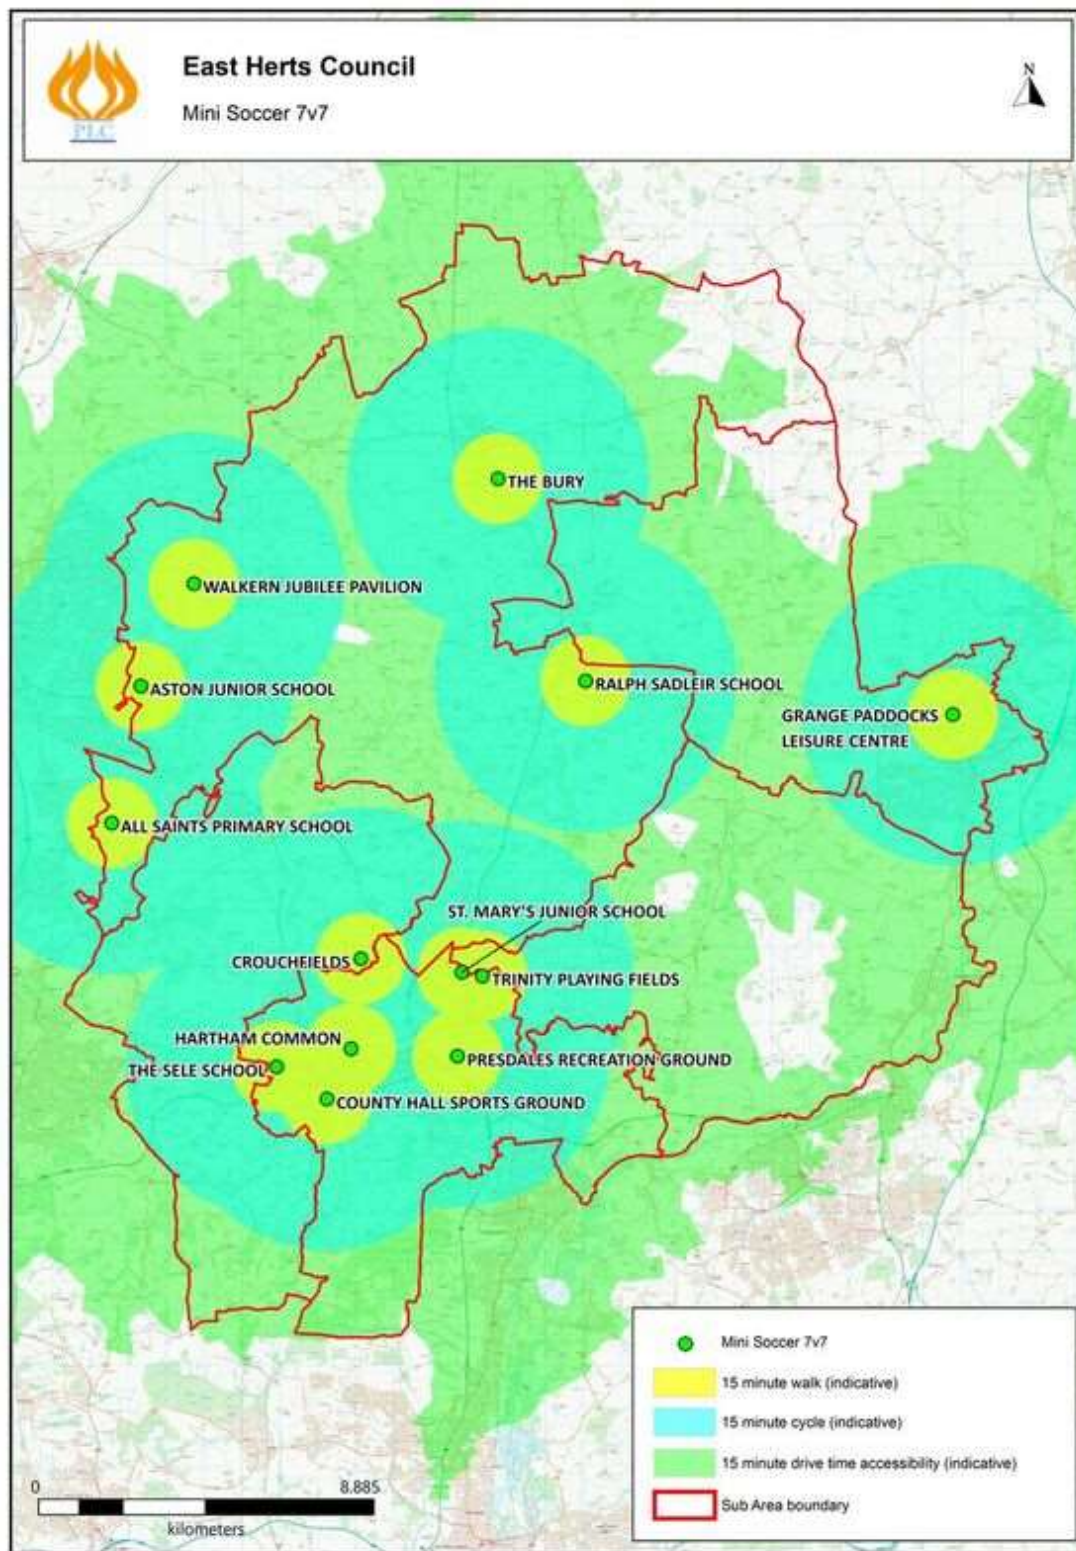 PLC
East Herts Council
Mini Soccer 7v7
N
THE BURY
WALKERN JUBILEE PAVILION
ASTON JUNIOR SCHOOL
RALPH SADLEIR SCHOOL
GRANGE PADDOCKS
LEISURE CENTRE
ALL SAINTS PRIMARY SCHOOL
ST. MARY'S JUNIOR SCHOOL
CROUCHFIELDS
TRINITY PLAYING FIELDS
HARTHAM COMMON
PRESDALES RECREATION GROUND
THE SELE SCHOOL
COUNTY HALL SPORTS GROUND
Mini Soccer 7v7
15 minute walk (indicative)
15 minute cycle (indicative)
15 minute drive time accessibility (indicative)
Sub Area boundary
0 8.885
kilometers